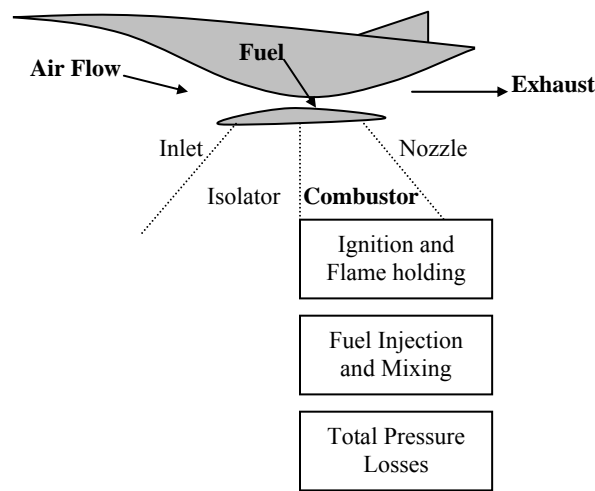 Fuel
Air Flow
Exhaust
Inlet
Nozzle
Isolator
Combustor
Ignition and
Flame holding
Fuel Injection
and Mixing
Total Pressure
Losses